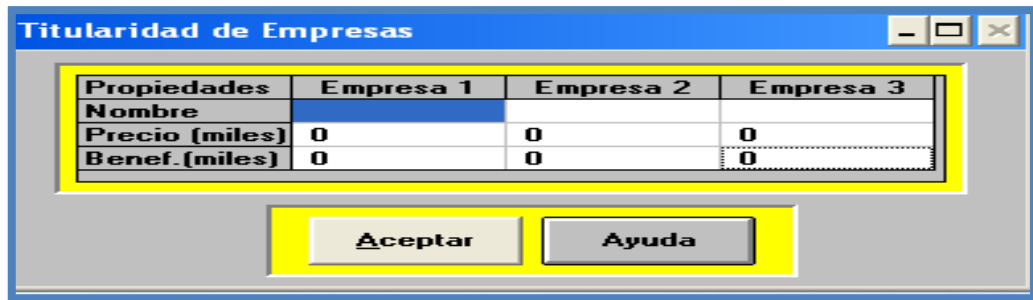 Titularidad de Empresas
Propiedades Empresa 1 Empresa 2 Empresa 3
Nombre
Precio (miles) 0 0 0
Benef.(miles) 0 0 0
Aceptar Ayuda